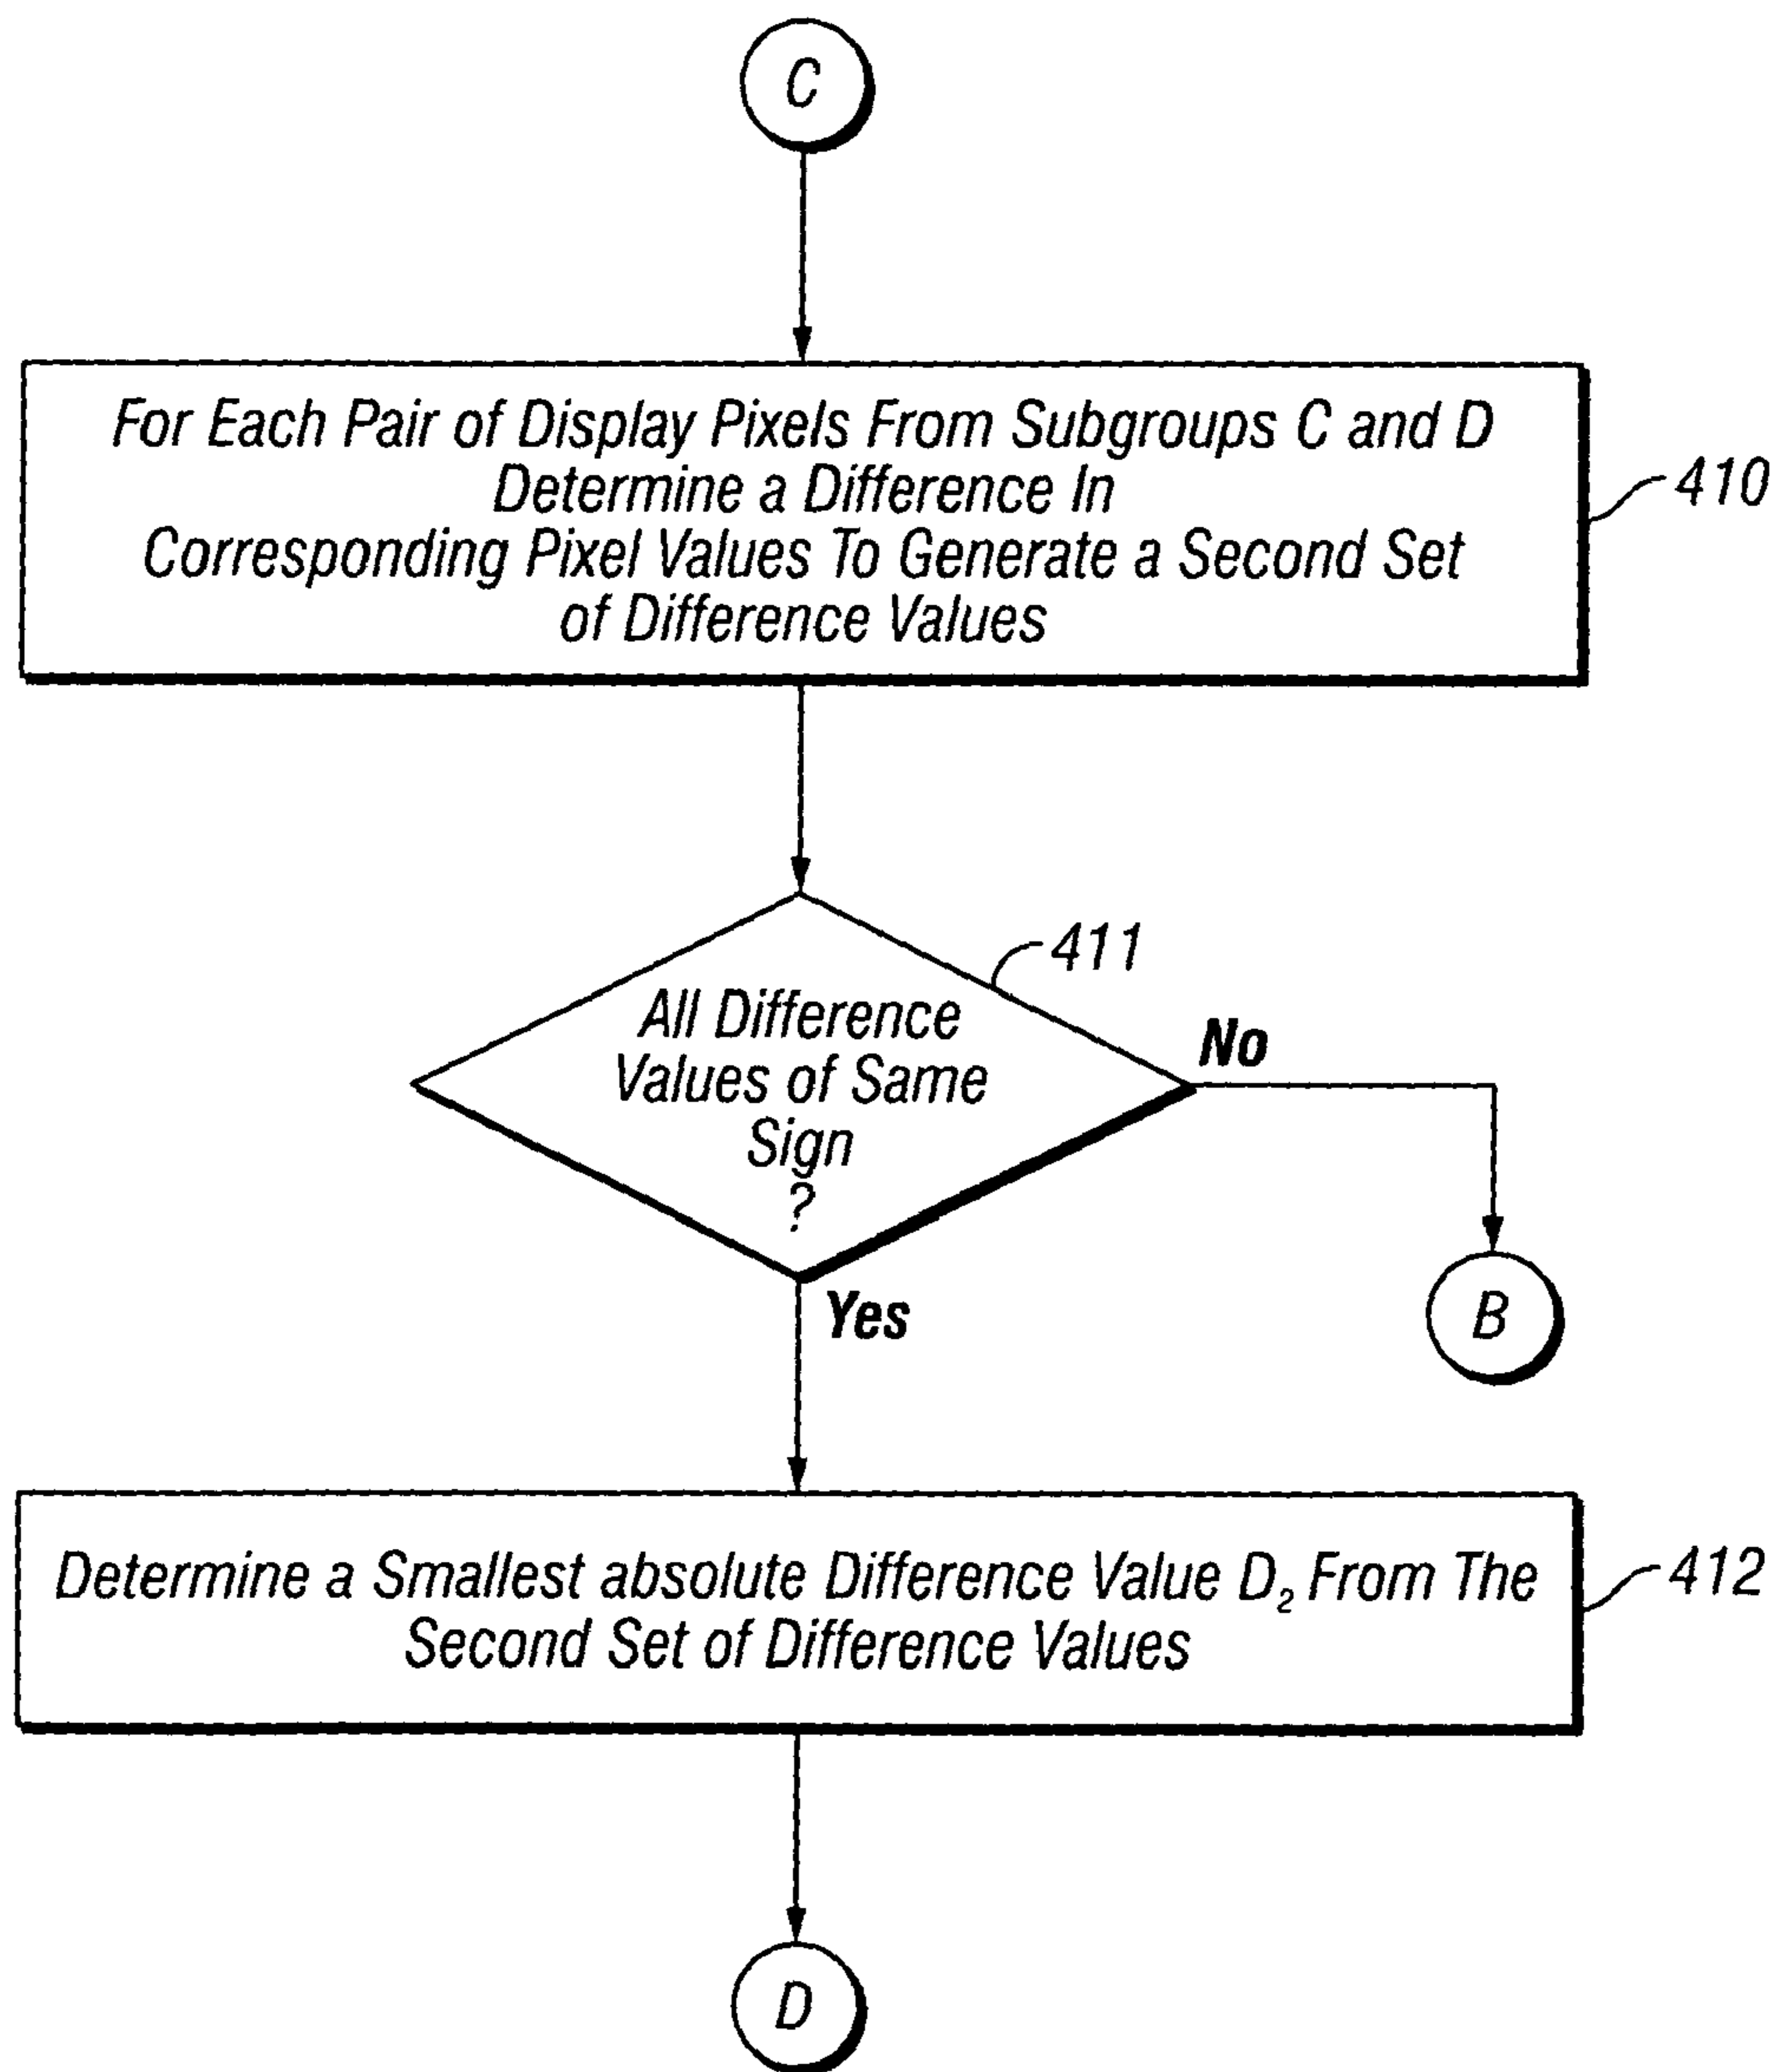 C
For Each Pair of Display Pixels From Subgroups C and D
Determine a Difference In
Corresponding Pixel Values To Generate a Second Set
of Difference Values
410
411
All Difference
Values of Same
Sign
?
No
B
Yes
Determine a Smallest absolute Difference Value D₂ From The
Second Set of Difference Values
412
D